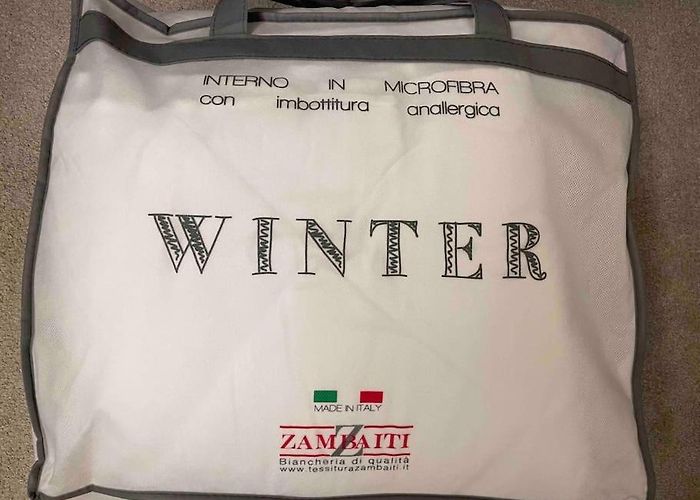 INTERNO IN MICROFIBRA
con imbottitura anallergica
WINTER
MADE IN ITALY
ZAMBAITI
Biancheria di qualità
www.tessiturazambaiti.it